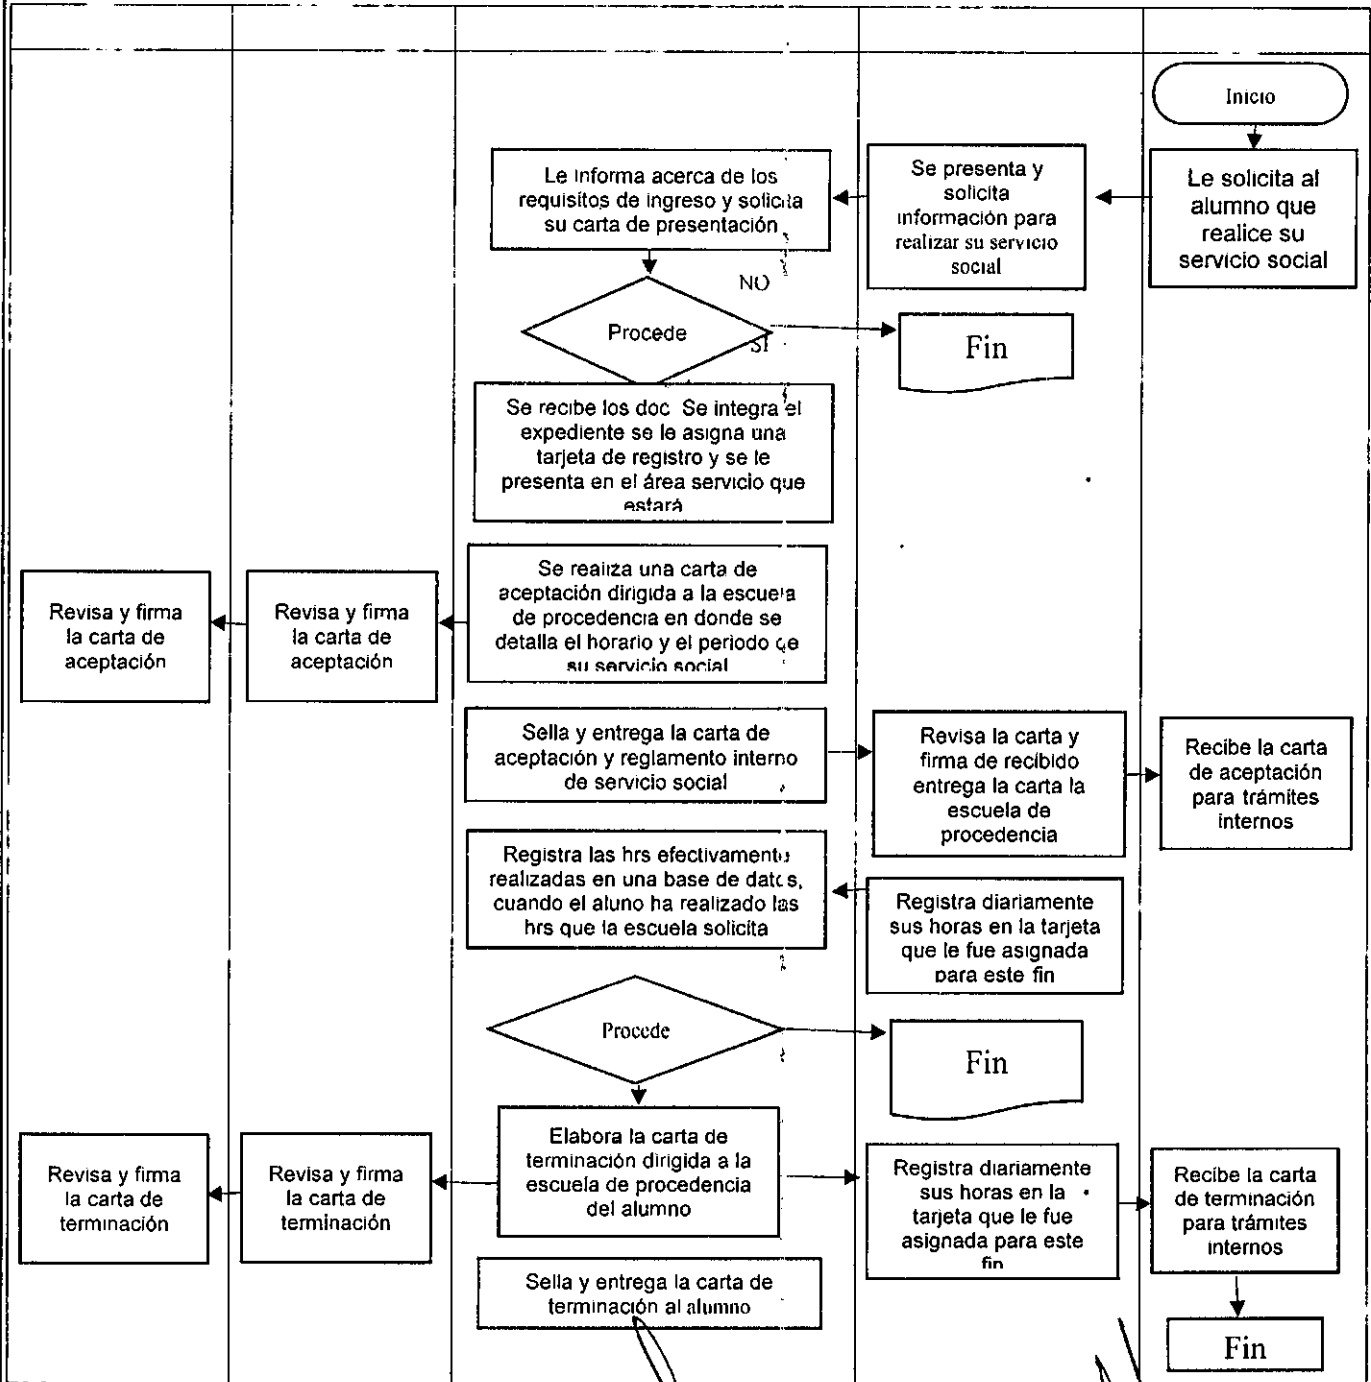 Inicio
Le solicita al
alumno que
realice su
servicio social
Se presenta y
solicita
información para
realizar su servicio
social
Le informa acerca de los
requisitos de ingreso y solicita
su carta de presentación
NO
Procede
SI
Fin
Se recibe los doc Se integra el
expediente se le asigna una
tarjeta de registro y se le
presenta en el área servicio que
estará
Se realiza una carta de
aceptación dirigida a la escuela
de procedencia en donde se
detalla el horario y el periodo de
su servicio social
Revisa y firma
la carta de
aceptación
Revisa y firma
la carta de
aceptación
Sella y entrega la carta de
aceptación y reglamento interno
de servicio social
Revisa la carta y
firma de recibido
entrega la carta la
escuela de
procedencia
Recibe la carta
de aceptación
para trámites
internos
Registra diariamente
sus horas en la tarjeta
que le fue asignada
para este fin
Registra las hrs efectivamente
realizadas en una base de datos,
cuando el aluno ha realizado las
hrs que la escuela solicita
Procede
Fin
Elabora la carta de
terminación dirigida a la
escuela de procedencia
del alumno
Revisa y firma
la carta de
terminación
Revisa y firma
la carta de
terminación
Registra diariamente
sus horas en la
tarjeta que le fue
asignada para este
fin
Recibe la carta
de terminación
para trámites
internos
Sella y entrega la carta de
terminación al alumno
Fin